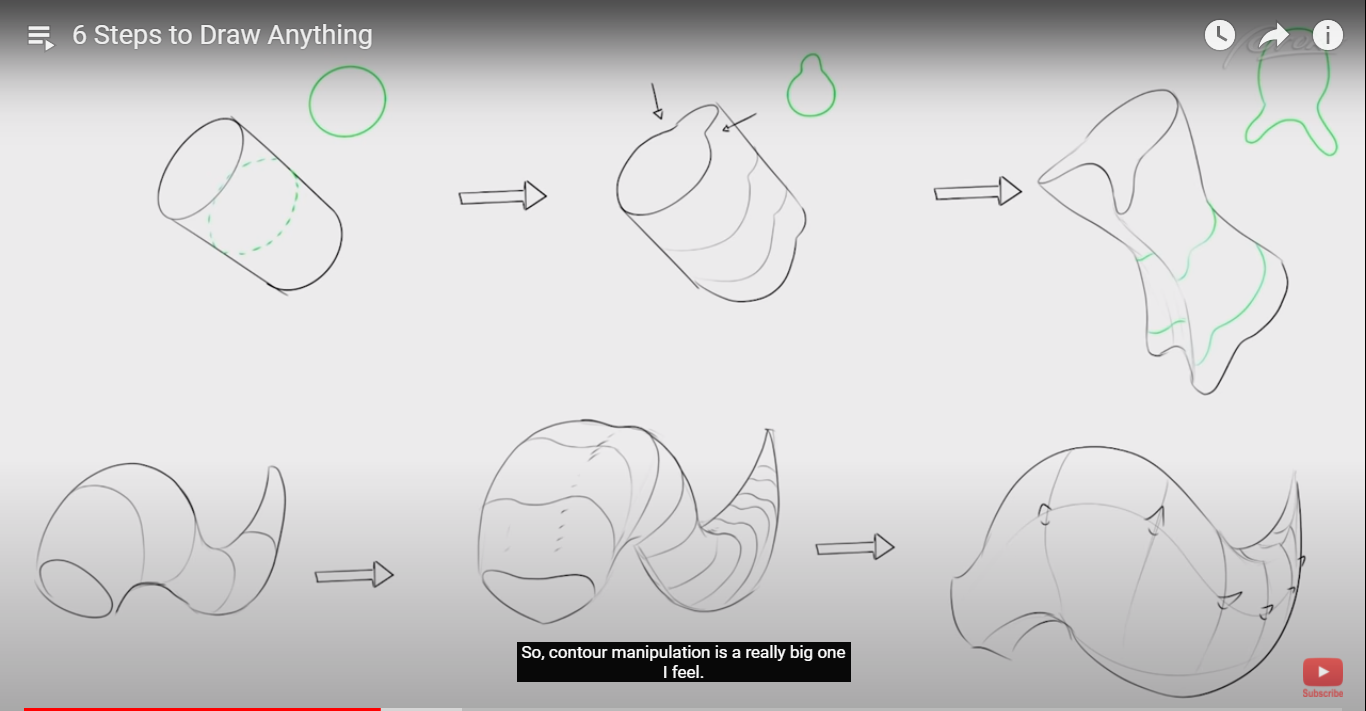 6 Steps to Draw Anything
So, contour manipulation is a really big one
I feel.
Subscribe